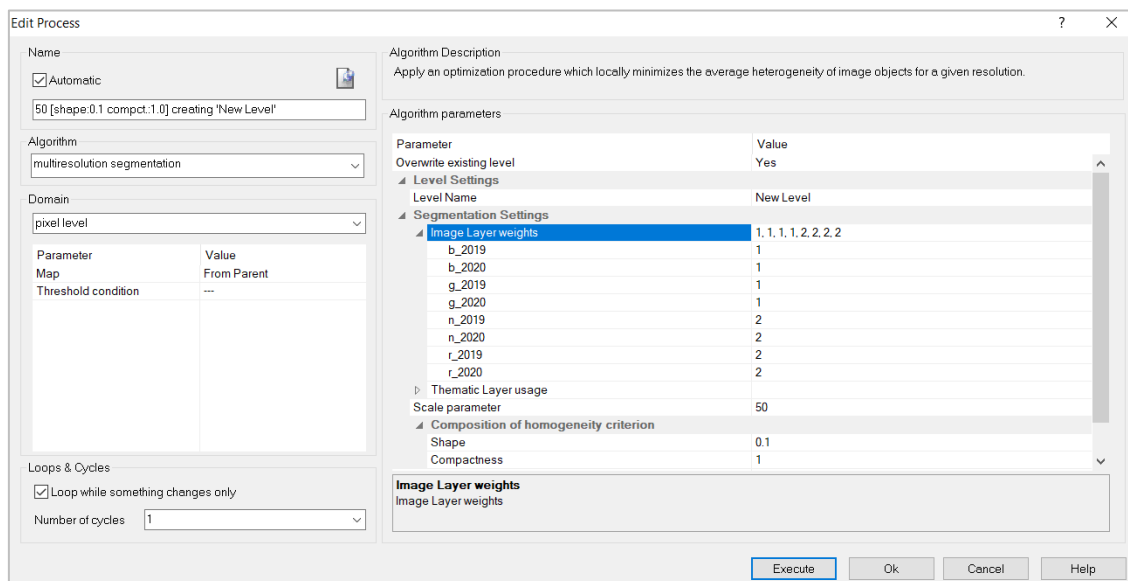 Edit Process
? ×
Name
Automatic
50 [shape:0.1 compct.:1.0] creating 'New Level'
Algorithm
multiresolution segmentation
Domain
pixel level
Parameter Value
Map From Parent
Threshold condition ---
Loops & Cycles
Loop while something changes only
Number of cycles 1
Algorithm Description
Apply an optimization procedure which locally minimizes the average heterogeneity of image objects for a given resolution.
Algorithm parameters
Parameter Value
Overwrite existing level Yes
Level Settings
Level Name New Level
Segmentation Settings
Image Layer weights 1, 1, 1, 1, 2, 2, 2, 2
b_2019 1
b_2020 1
g_2019 1
g_2020 1
n_2019 2
n_2020 2
r_2019 2
r_2020 2
Thematic Layer usage
Scale parameter 50
Composition of homogeneity criterion
Shape 0.1
Compactness 1
Image Layer weights
Image Layer weights
Execute Ok Cancel Help